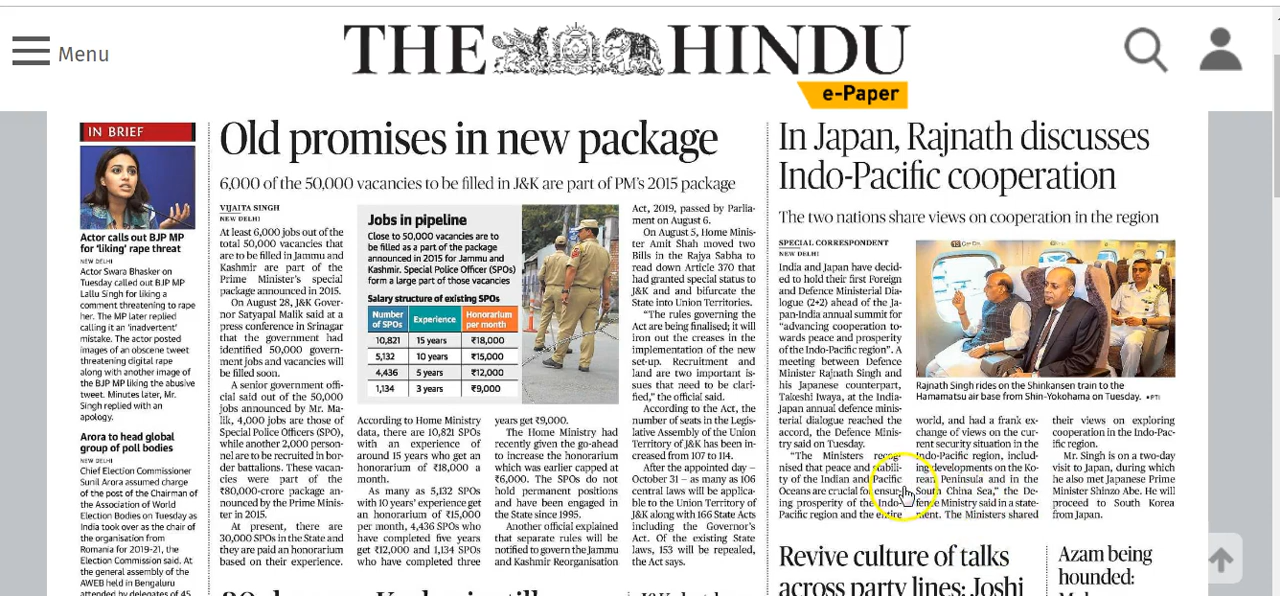 Menu
THE HINDU
e-Paper
IN BRIEF
Actor calls out BJP MP
for 'liking' rape threat
NEW DELHI
Actor Swara Bhasker on
Tuesday called out BJP MP
Lallu Singh for liking a
comment threatening to rape
her. The MP later replied
calling it an 'inadvertent'
mistake. The actor posted
images of an obscene tweet
threatening digital rape
along with another image of
the BJP MP liking the abusive
tweet. Minutes later, Mr.
Singh replied with an
apology.
Arora to head global
group of poll bodies
NEW DELHI
Chief Election Commissioner
Sunil Arora assumed charge
of the post of the Chairman of
the Association of World
Election Bodies on Tuesday as
India took over as the chair of
the organisation from
Romania for 2019-21, the
Election Commission said. At
the general assembly of the
AWEB held in Bengaluru
attended by delegates of 45
Old promises in new package
6,000 of the 50,000 vacancies to be filled in J&K are part of PM's 2015 package
VIJAITA SINGH
NEW DELHI
At least 6,000 jobs out of the
total 50,000 vacancies that
are to be filled in Jammu and
Kashmir are part of the
Prime Minister's special
package announced in 2015.
On August 28, J&K Gover-
nor Satyapal Malik said at a
press conference in Srinagar
that the government had
identified 50,000 govern-
ment jobs and vacancies will
be filled soon.
A senior government offi-
cial said out of the 50,000
jobs announced by Mr. Ma-
lik, 4,000 jobs are those of
Special Police Officers (SPO),
while another 2,000 person-
nel are to be recruited in bor-
der battalions. These vacan-
cies were part of the
₹80,000-crore package an-
nounced by the Prime Minis-
ter in 2015.
At present, there are
30,000 SPOs in the State and
they are paid an honorarium
based on their experience.
Jobs in pipeline
Close to 50,000 vacancies are to
be filled as a part of the package
announced in 2015 for Jammu and
Kashmir. Special Police Officer (SPOs)
form a large part of those vacancies
Salary structure of existing SPOs
Number of SPOs Experience Honorarium per month
10,821 15 years ₹18,000
5,132 10 years ₹15,000
4,436 5 years ₹12,000
1,134 3 years ₹9,000
According to Home Ministry
data, there are 10,821 SPOs
with an experience of
around 15 years who get an
honorarium of ₹18,000 a
month.
As many as 5,132 SPOs
with 10 years' experience get
an honorarium of ₹15,000
per month, 4,436 SPOs who
have completed five years
get ₹12,000 and 1,134 SPOs
who have completed three
years get ₹9,000.
The Home Ministry had
recently given the go-ahead
to increase the honorarium
which was earlier capped at
₹6,000. The SPOs do not
hold permanent positions
and have been engaged in
the State since 1995.
Another official explained
that separate rules will be
notified to govern the Jammu
and Kashmir Reorganisation
Act, 2019, passed by Parlia-
ment on August 6.
On August 5, Home Minis-
ter Amit Shah moved two
Bills in the Rajya Sabha to
read down Article 370 that
had granted special status to
J&K and and bifurcate the
State into Union Territories.
"The rules governing the
Act are being finalised; it will
iron out the creases in the
implementation of the new
set-up. Recruitment and
land are two important is-
sues that need to be clari-
fied," the official said.
According to the Act, the
number of seats in the Legis-
lative Assembly of the Union
Territory of J&K has been in-
creased from 107 to 114.
After the appointed day –
October 31 – as many as 106
central laws will be applica-
ble to the Union Territory of
J&K along with 166 State Acts
including the Governor's
Act. Of the existing State
laws, 153 will be repealed,
the Act says.
In Japan, Rajnath discusses
Indo-Pacific cooperation
The two nations share views on cooperation in the region
SPECIAL CORRESPONDENT
NEW DELHI
India and Japan have decid-
ed to hold their first Foreign
and Defence Ministerial Dia-
logue (2+2) ahead of the Ja-
pan-India annual summit for
"advancing cooperation to-
wards peace and prosperity
of the Indo-Pacific region". A
meeting between Defence
Minister Rajnath Singh and
his Japanese counterpart,
Takeshi Iwaya, at the India-
Japan annual defence minis-
terial dialogue reached the
accord, the Defence Minis-
try said on Tuesday.
"The Ministers recog-
nised that peace and stabili-
ty of the Indian and Pacific
Oceans are crucial for ensur-
ing prosperity of the Indo-
Pacific region and the entire
Rajnath Singh rides on the Shinkansen train to the
Hamamatsu air base from Shin-Yokohama on Tuesday. •PTI
world, and had a frank ex-
change of views on the cur-
rent security situation in the
Indo-Pacific region, includ-
ing developments on the Ko-
rean Peninsula and in the
South China Sea," the De-
fence Ministry said in a state-
ment. The Ministers shared
their views on exploring
cooperation in the Indo-Pac-
ific region.
Mr. Singh is on a two-day
visit to Japan, during which
he also met Japanese Prime
Minister Shinzo Abe. He will
proceed to South Korea
from Japan.
Revive culture of talks
across party lines: Joshi
Azam being
hounded: